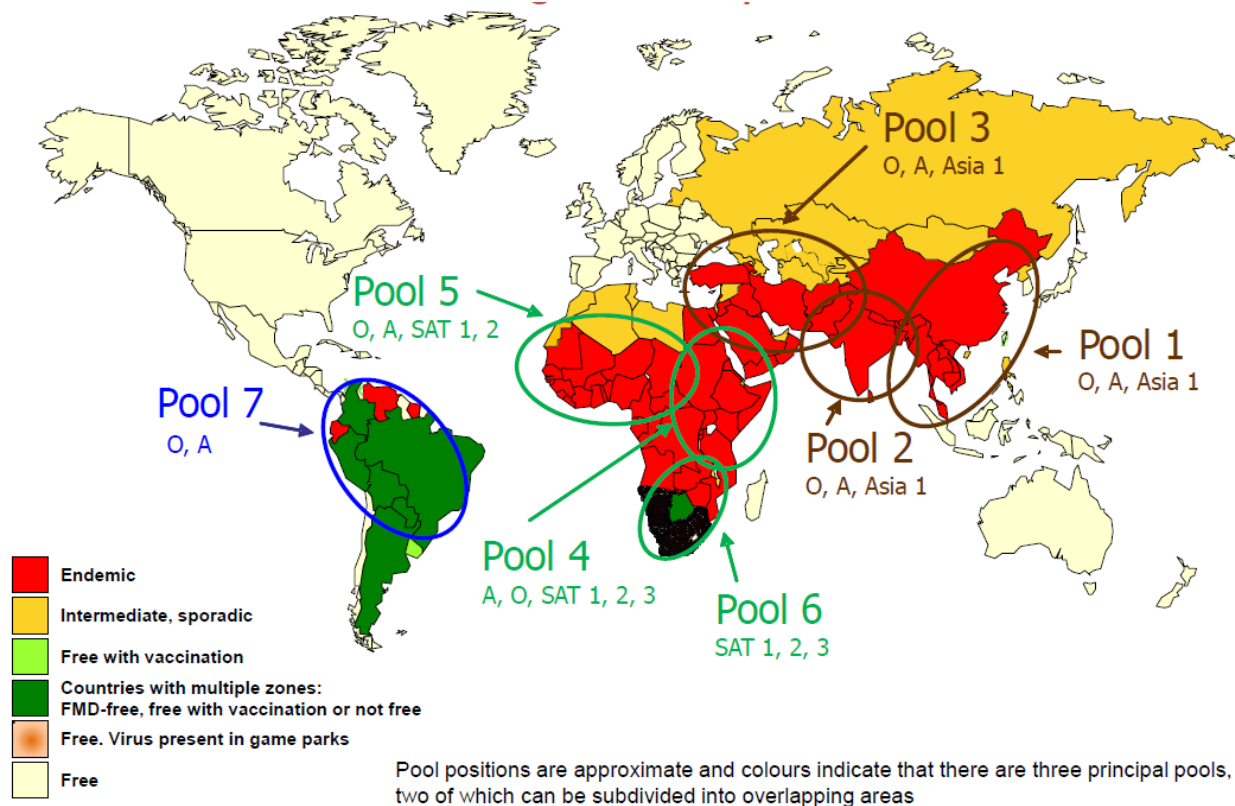 Pool 3
O, A, Asia 1
Pool 5
O, A, SAT 1, 2
Pool 1
O, A, Asia 1
Pool 7
O, A
Pool 2
O, A, Asia 1
Pool 4
A, O, SAT 1, 2, 3
Pool 6
SAT 1, 2, 3
Endemic
Intermediate, sporadic
Free with vaccination
Countries with multiple zones:
FMD-free, free with vaccination or not free
Free. Virus present in game parks
Free
Pool positions are approximate and colours indicate that there are three principal pools,
two of which can be subdivided into overlapping areas